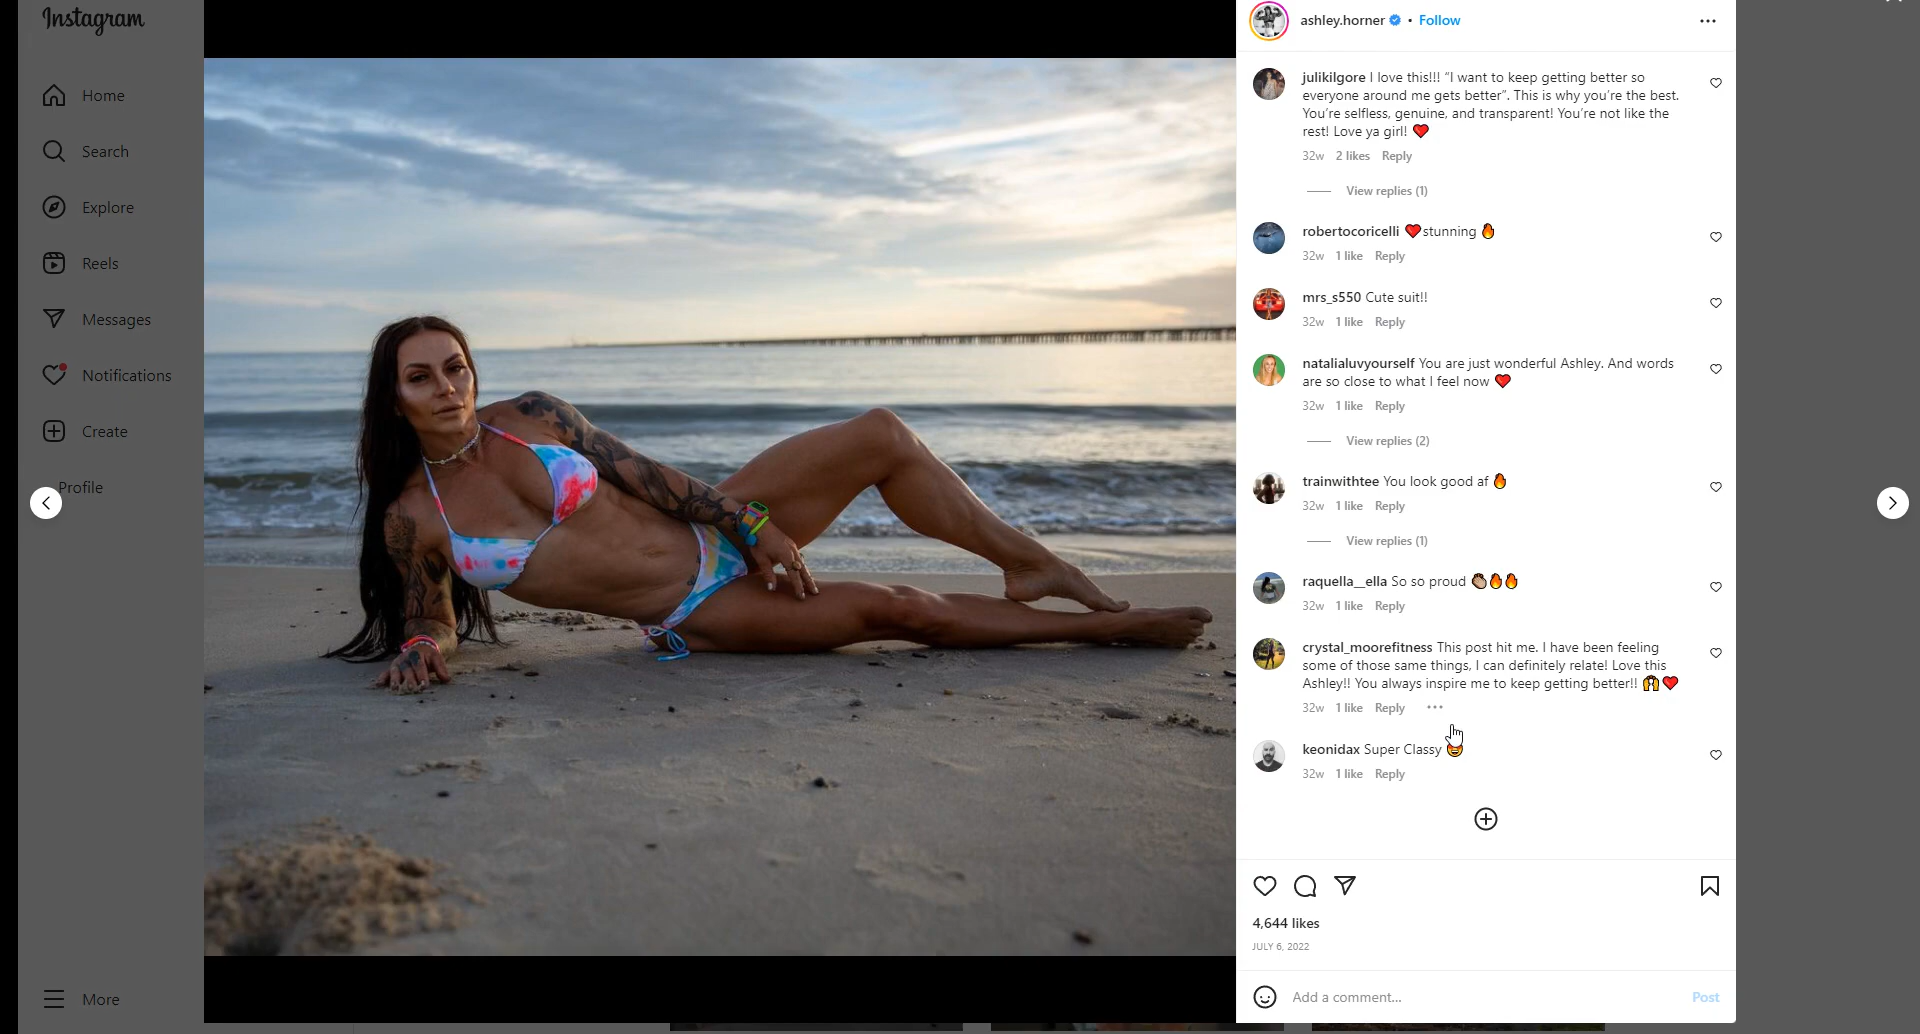 Instagram
Home
Search
Explore
Reels
Messages
Notifications
Create
Profile
More
ashley.horner • Follow
julikilgore I love this!!! “I want to keep getting better so
everyone around me gets better”. This is why you’re the best.
You’re selfless, genuine, and transparent! You’re not like the
rest! Love ya girl! ❤️
32w 2 likes Reply
View replies (1)
robertocoricelli ❤️stunning 🔥
32w 1 like Reply
mrs_s550 Cute suit!!
32w 1 like Reply
natalialuvyourself You are just wonderful Ashley. And words
are so close to what I feel now ❤️
32w 1 like Reply
View replies (2)
trainwithtee You look good af 🔥
32w 1 like Reply
View replies (1)
raquella__ella So so proud 👏🏽🔥🔥
32w 1 like Reply
crystal_moorefitness This post hit me. I have been feeling
some of those same things, I can definitely relate! Love this
Ashley!! You always inspire me to keep getting better!! 🙌❤️
32w 1 like Reply
keonidax Super Classy 😍
32w 1 like Reply
4,644 likes
JULY 6, 2022
Add a comment...
Post